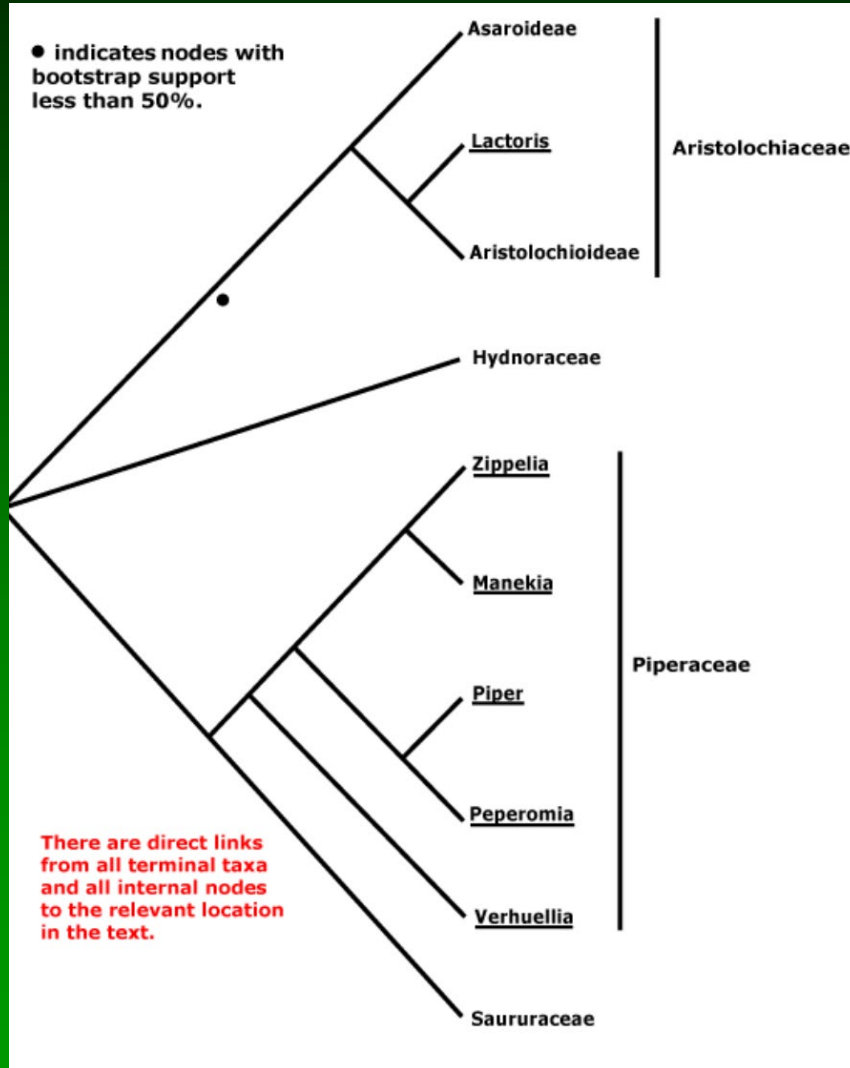 ● indicates nodes with
bootstrap support
less than 50%.
Asaroideae
Lactoris
Aristolochiaceae
Aristolochioideae
Hydnoraceae
Zippelia
Manekia
Piperaceae
Piper
Peperomia
There are direct links
from all terminal taxa
and all internal nodes
to the relevant location
in the text.
Verhuellia
Saururaceae